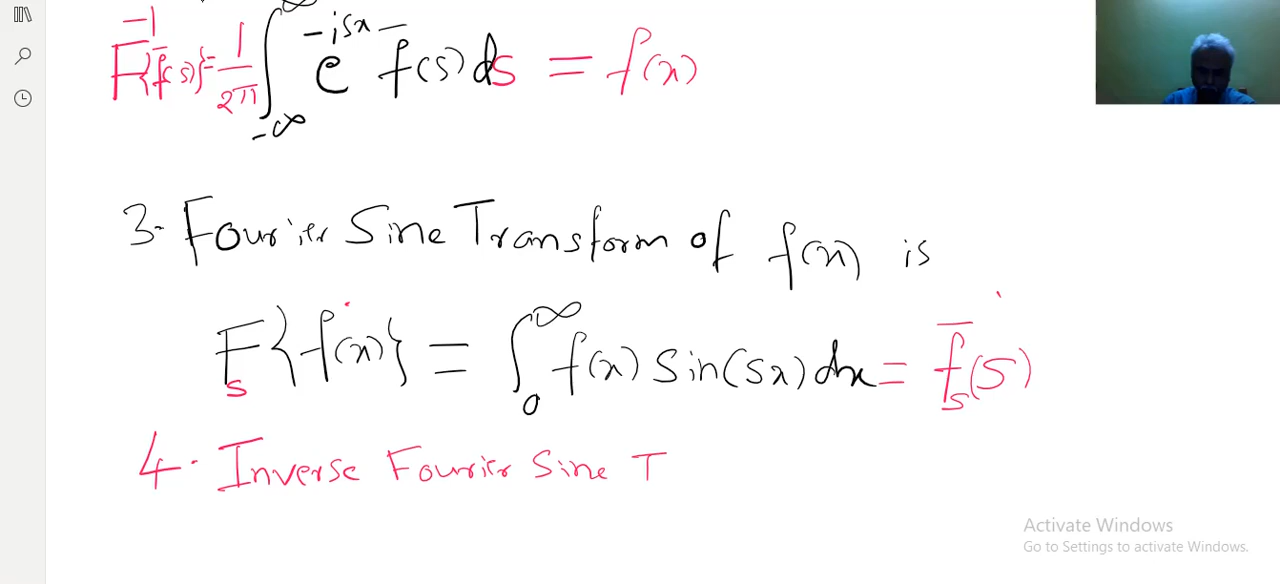 F⁻¹{f̄(s)} = 1/2π ∫_{-∞}^{∞} e^{-isx} f̄(s) ds = f(x)
3. Fourier Sine Transform of f(x) is
F_s{f(x)} = ∫_0^∞ f(x) Sin(sx) dx = f̄_s(s)
4. Inverse Fourier Sine T
Activate Windows
Go to Settings to activate Windows.